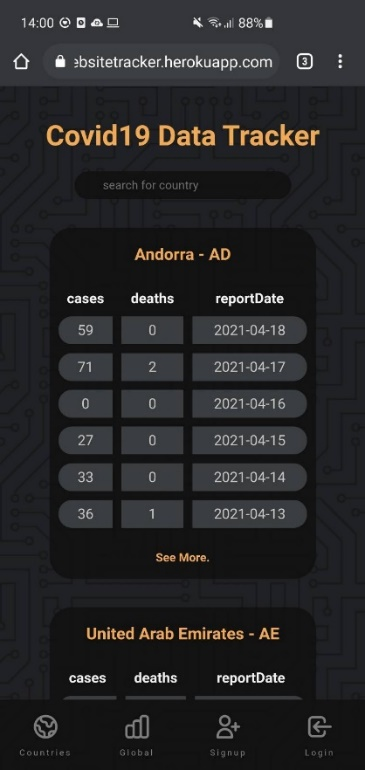 14:00 88%
ebsitetracker.herokuapp.com 3
Covid19 Data Tracker
search for country
Andorra - AD
cases deaths reportDate
59 0 2021-04-18
71 2 2021-04-17
0 0 2021-04-16
27 0 2021-04-15
33 0 2021-04-14
36 1 2021-04-13
See More.
United Arab Emirates - AE
cases deaths reportDate
Countries Global Signup Login